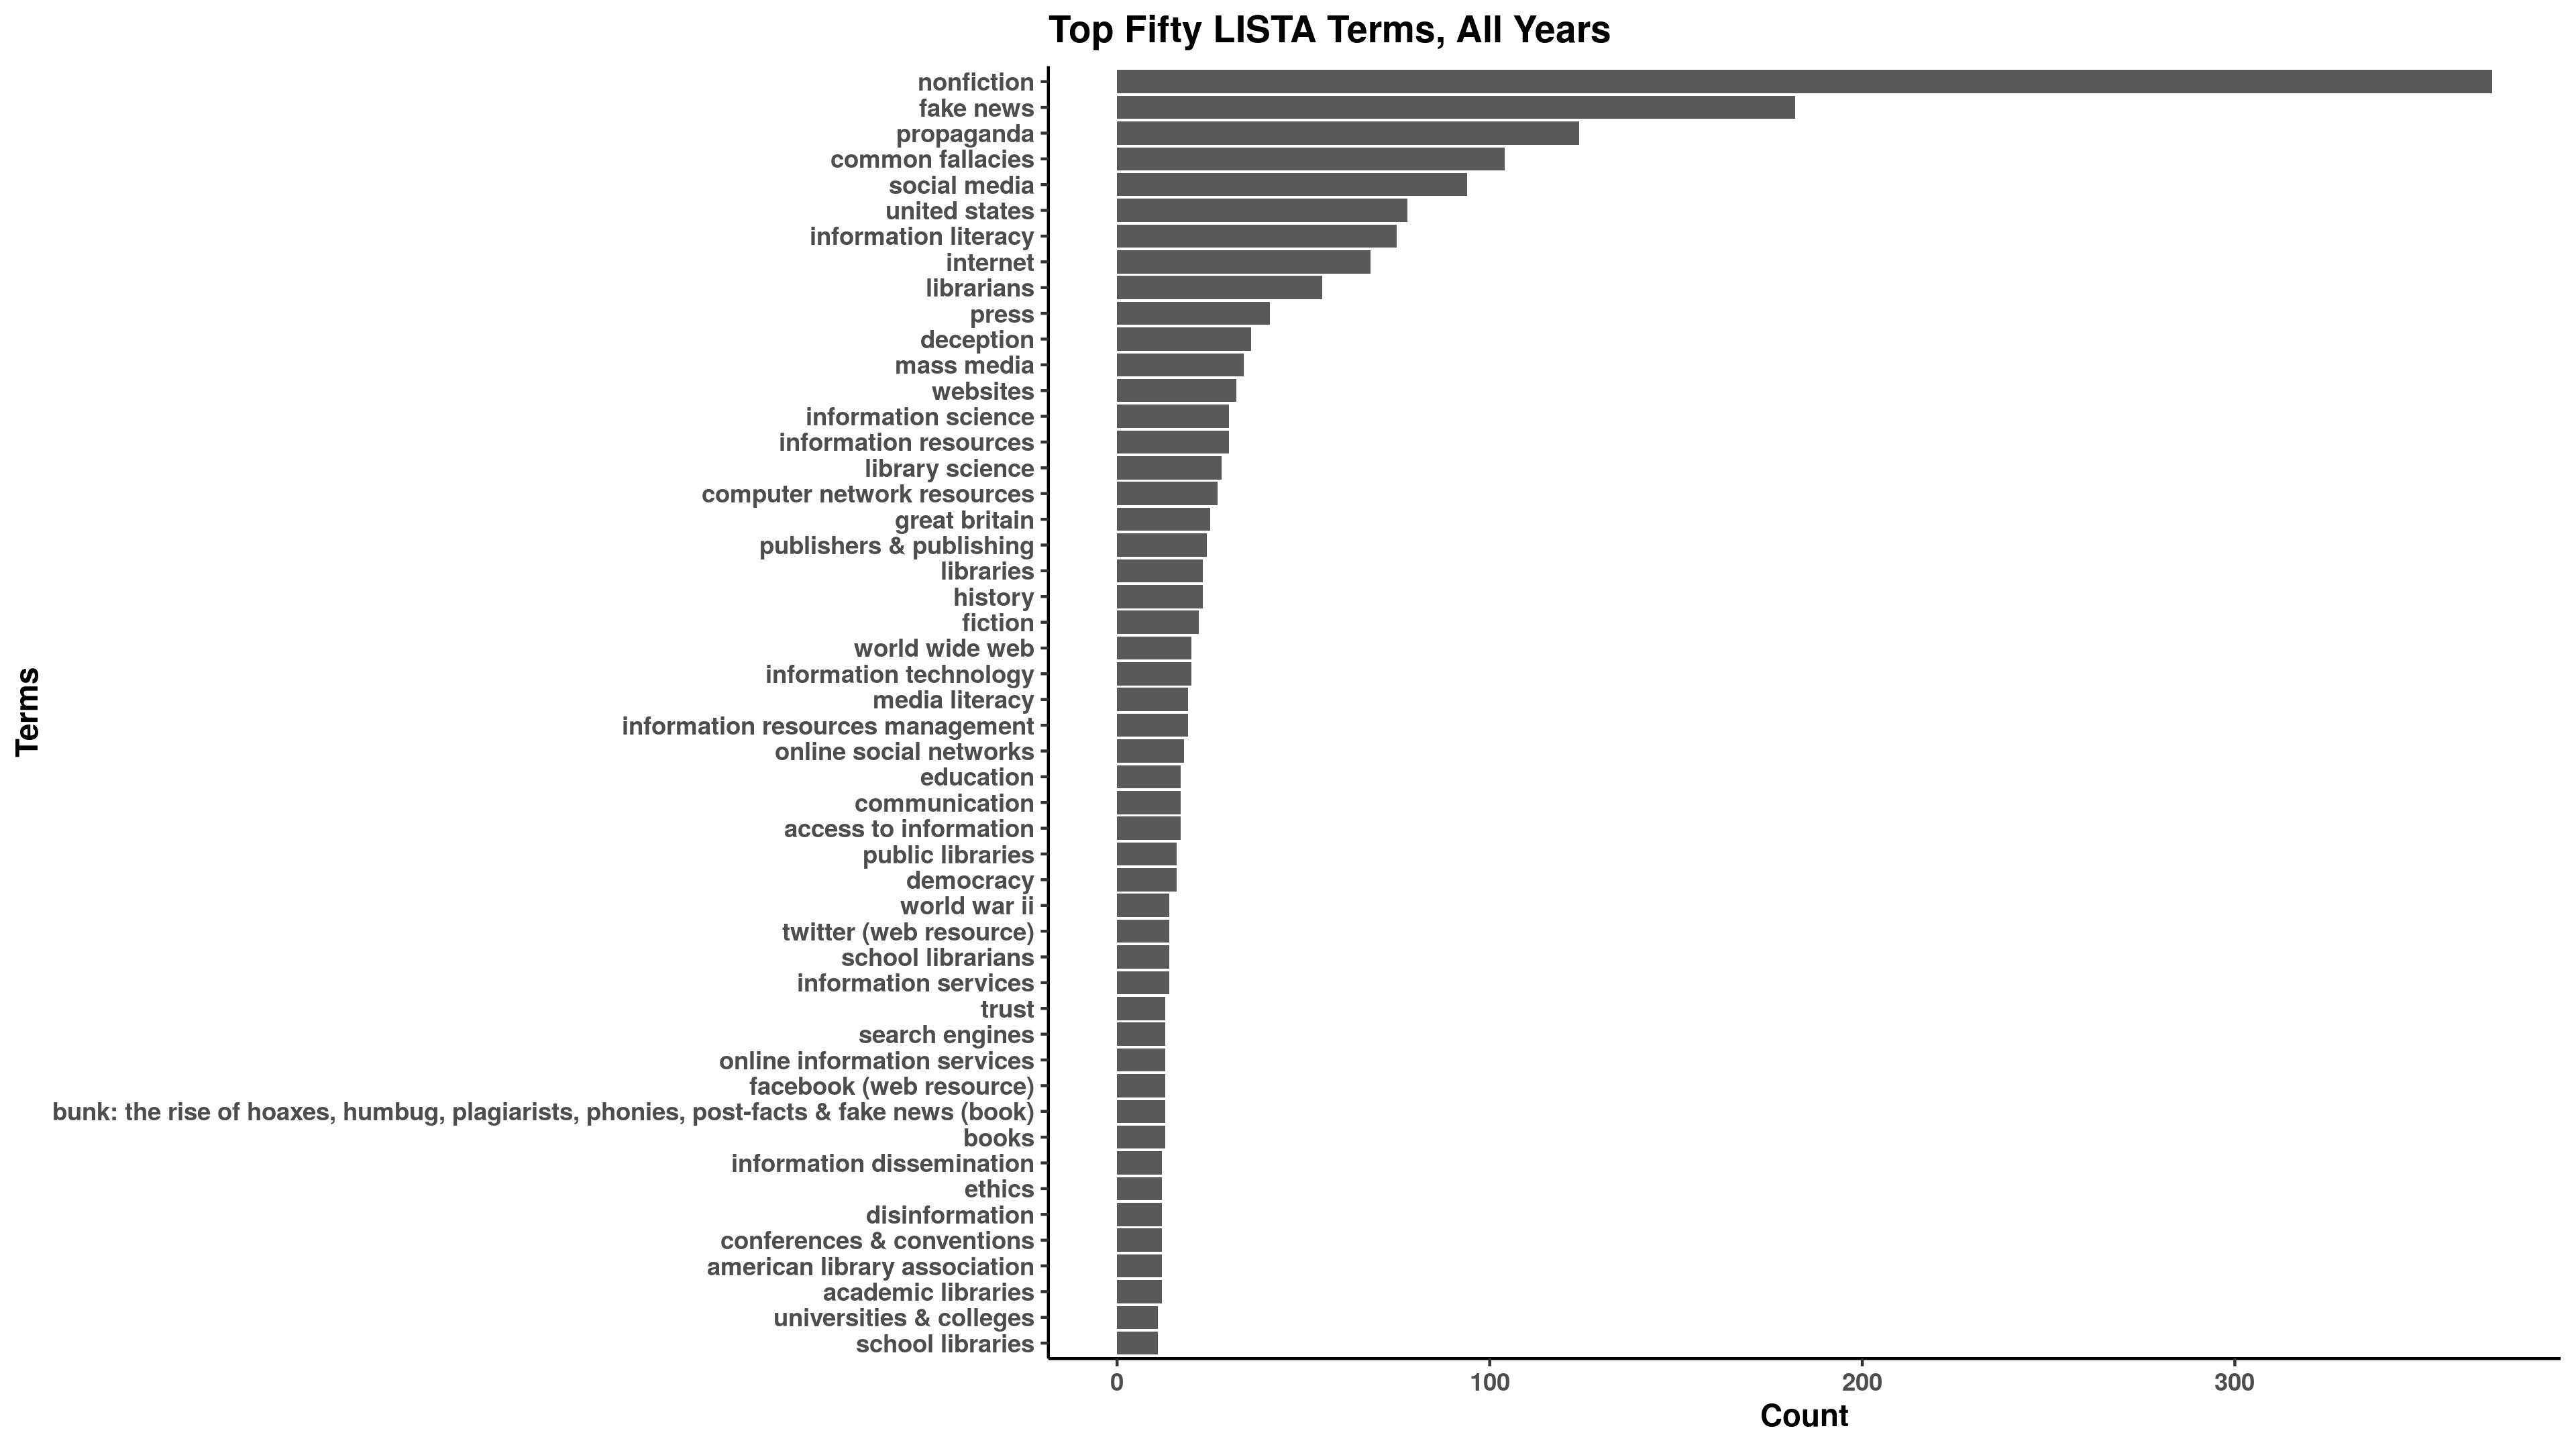 Top Fifty LISTA Terms, All Years
nonfiction
fake news
propaganda
common fallacies
social media
united states
information literacy
internet
librarians
press
deception
mass media
websites
information science
information resources
library science
computer network resources
great britain
publishers & publishing
libraries
history
fiction
world wide web
information technology
media literacy
information resources management
online social networks
education
communication
access to information
public libraries
democracy
world war ii
twitter (web resource)
school librarians
information services
trust
search engines
online information services
facebook (web resource)
bunk: the rise of hoaxes, humbug, plagiarists, phonies, post-facts & fake news (book)
books
information dissemination
ethics
disinformation
conferences & conventions
american library association
academic libraries
universities & colleges
school libraries
Terms
0 100 200 300
Count